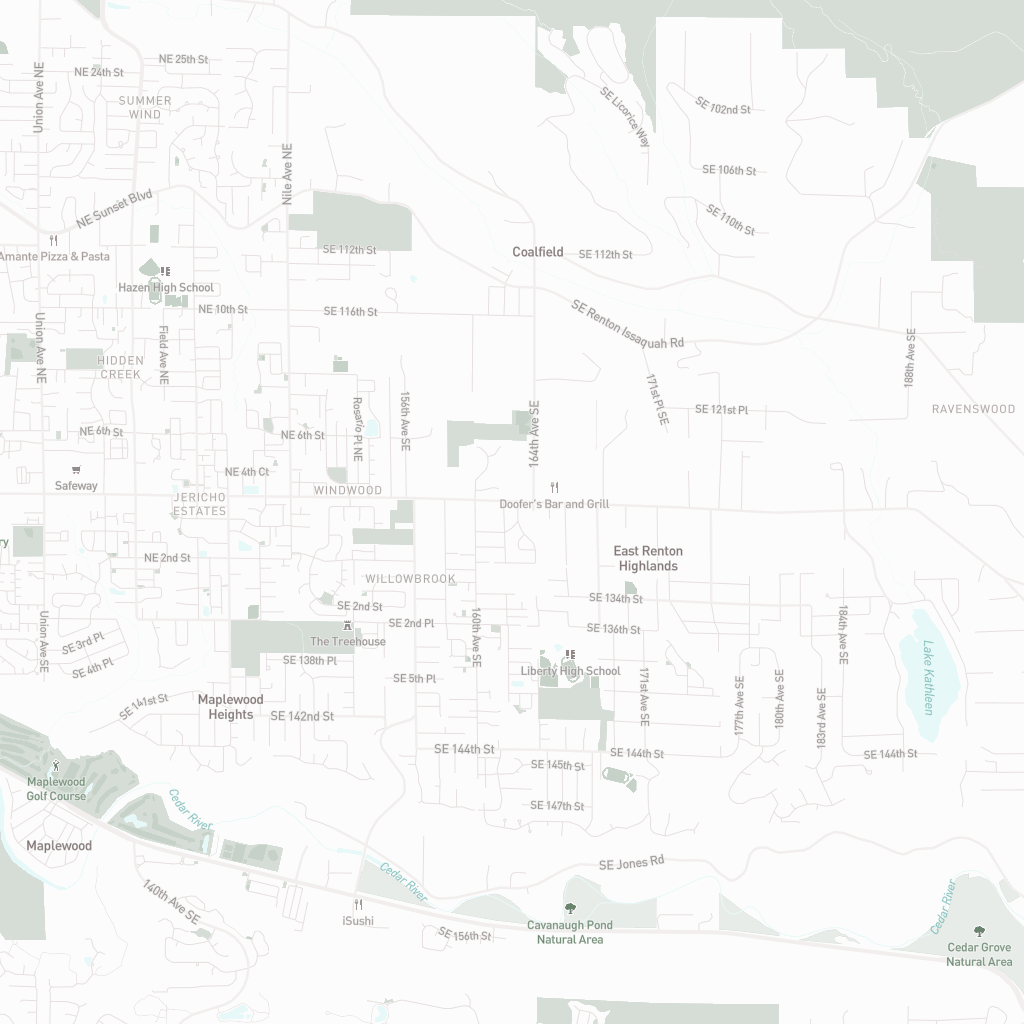 NE 25th St
NE 24th St
Union Ave NE
SUMMER
WIND
SE Licorice Way
SE 102nd St
Nile Ave NE
SE 106th St
NE Sunset Blvd
SE 110th St
SE 112th St
Coalfield
SE 112th St
Amante Pizza & Pasta
Hazen High School
NE 10th St
SE 116th St
SE Renton Issaquah Rd
Union Ave NE
Field Ave NE
188th Ave SE
HIDDEN
CREEK
171st Pl SE
156th Ave SE
Rosario Pl NE
164th Ave SE
SE 121st Pl
RAVENSWOOD
NE 6th St
NE 6th St
NE 4th Ct
Safeway
WINDWOOD
JERICHO
ESTATES
Doofer's Bar and Grill
ry
East Renton
Highlands
NE 2nd St
WILLOWBROOK
SE 2nd St
SE 134th St
SE 2nd Pl
160th Ave SE
SE 136th St
184th Ave SE
Union Ave SE
SE 3rd Pl
The Treehouse
SE 138th Pl
Liberty High School
Lake Kathleen
SE 4th Pl
SE 5th Pl
171st Ave SE
177th Ave SE
180th Ave SE
183rd Ave SE
SE 141st St
Maplewood
Heights
SE 142nd St
SE 144th St
SE 144th St
SE 144th St
SE 145th St
Maplewood
Golf Course
Cedar River
SE 147th St
Maplewood
SE Jones Rd
Cedar River
140th Ave SE
iSushi
Cavanaugh Pond
Natural Area
SE 156th St
Cedar River
Cedar Grove
Natural Area